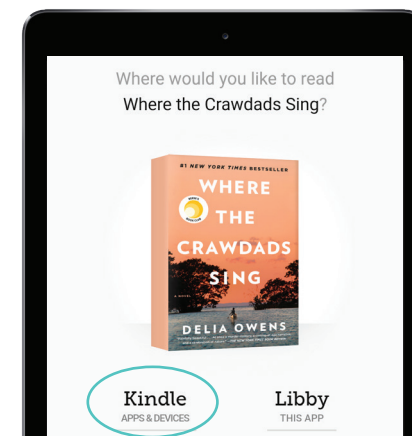 Where would you like to read
Where the Crawdads Sing?
#1 NEW YORK TIMES BESTSELLER
WHERE
THE
CRAWDADS
SING
A NOVEL
DELIA OWENS
Kindle
APPS & DEVICES
Libby
THIS APP